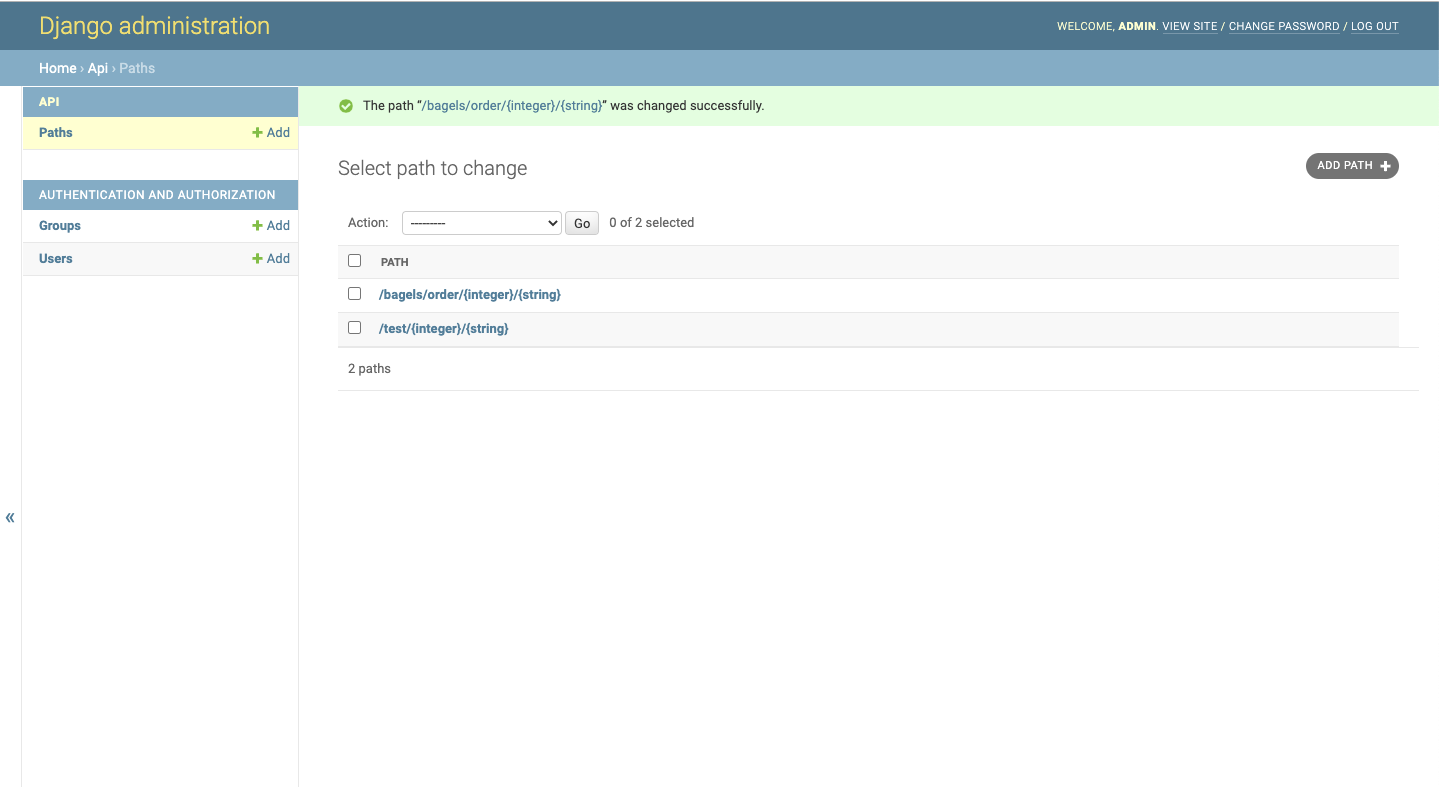 Django administration
WELCOME, ADMIN. VIEW SITE / CHANGE PASSWORD / LOG OUT
Home › Api › Paths
API
Paths + Add
AUTHENTICATION AND AUTHORIZATION
Groups + Add
Users + Add
«
The path “/bagels/order/{integer}/{string}” was changed successfully.
Select path to change
ADD PATH +
Action: --------- Go 0 of 2 selected
PATH
/bagels/order/{integer}/{string}
/test/{integer}/{string}
2 paths